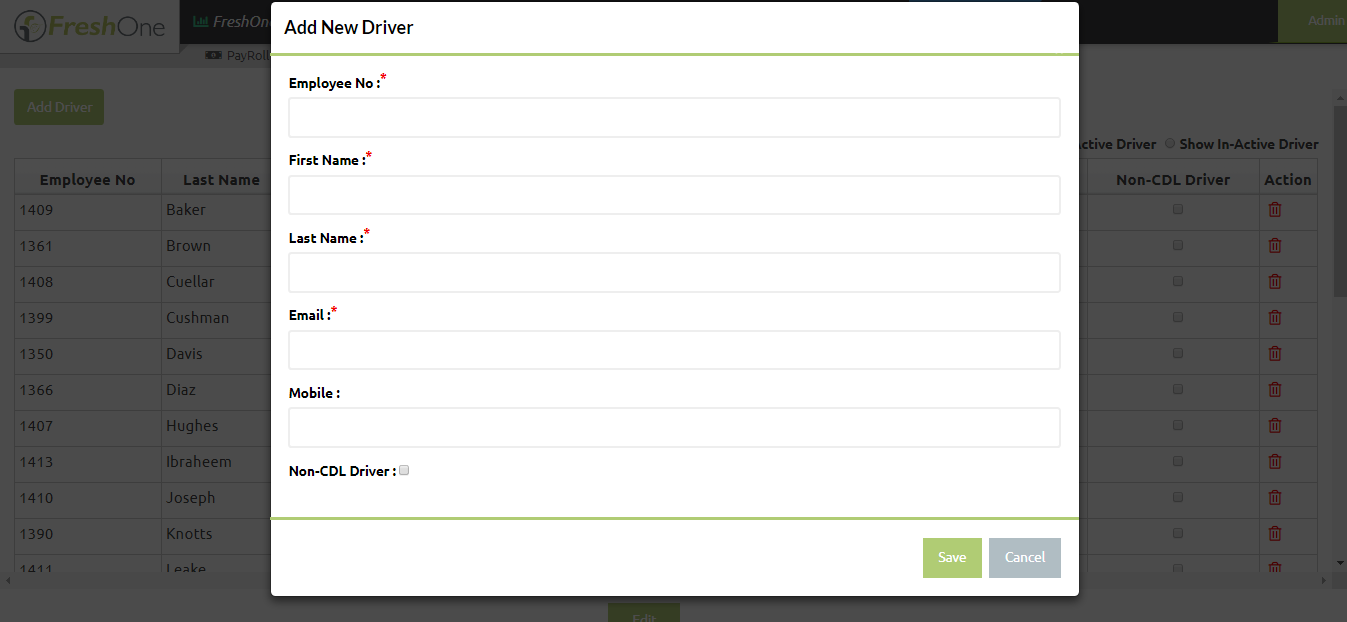 FreshOne
FreshOn
Admin
PayRoll
Add Driver
Add New Driver
Employee No :*
First Name :*
Last Name :*
Email :*
Mobile :
Non-CDL Driver :
Save
Cancel
ctive Driver
Show In-Active Driver
Employee No Last Name Non-CDL Driver Action
1409 Baker
1361 Brown
1408 Cuellar
1399 Cushman
1350 Davis
1366 Diaz
1407 Hughes
1413 Ibraheem
1410 Joseph
1390 Knotts
1411 Leake
Edit